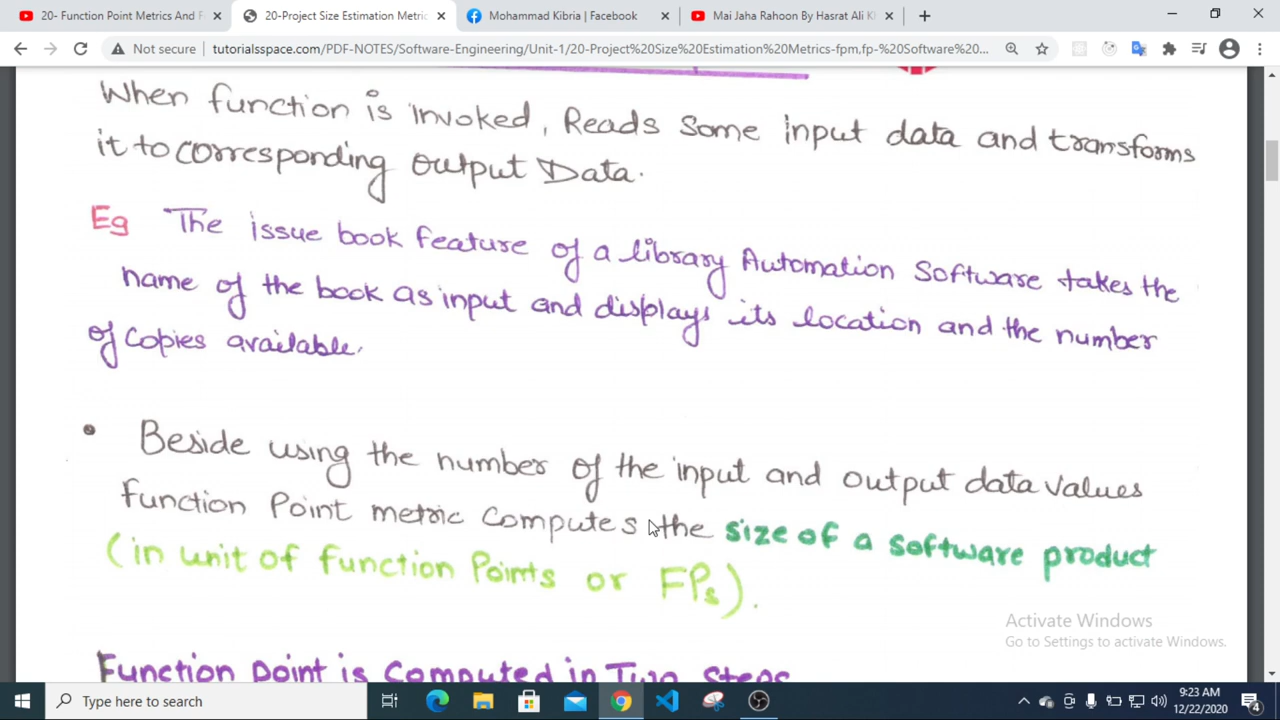 20- Function Point Metrics And F
20-Project Size Estimation Metric
Mohammad Kibria | Facebook
Mai Jaha Rahoon By Hasrat Ali K
Not secure
tutorialsspace.com/PDF-NOTES/Software-Engineering/Unit-1/20-Project%20Size%20Estimation%20Metrics-fpm,fp-%20Software%20...
When function is invoked, Reads some input data and transforms
it to corresponding output Data.
Eg The issue book feature of a library Automation Software takes the
name of the book as input and displays its location and the number
of copies available.
• Beside using the number of the input and output data values
function Point metric computes the size of a software product
(in unit of function Points or FPs).
Activate Windows
Go to Settings to activate Windows.
Function point is Computed in Two Steps
Type here to search
9:23 AM
12/22/2020
4